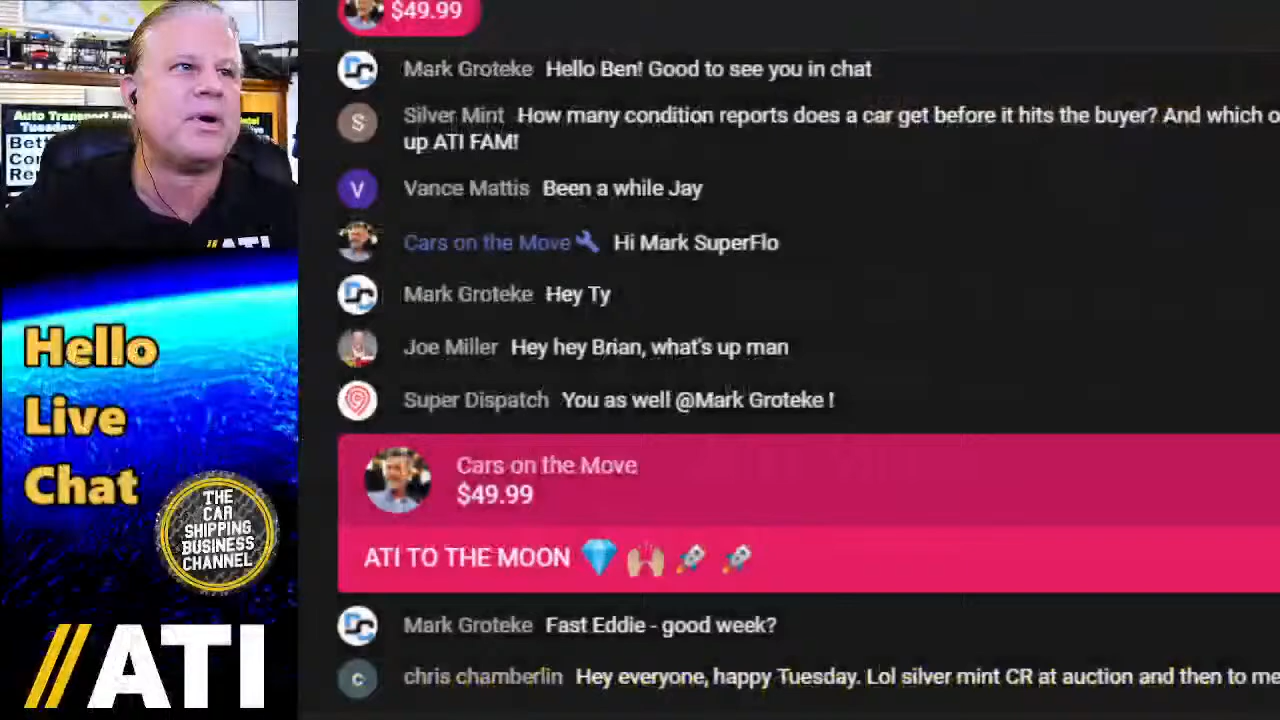 $49.99
Mark Groteke Hello Ben! Good to see you in chat
Silver Mint How many condition reports does a car get before it hits the buyer? And which
up ATI FAM!
Vance Mattis Been a while Jay
Cars on the Move Hi Mark SuperFlo
Mark Groteke Hey Ty
Joe Miller Hey hey Brian, what's up man
Super Dispatch You as well @Mark Groteke !
Cars on the Move
$49.99
ATI TO THE MOON 💎 🙌🏼 🚀 🚀
Mark Groteke Fast Eddie - good week?
chris chamberlin Hey everyone, happy Tuesday. Lol silver mint CR at auction and then to me
Auto Transport
Tuesday
//ATI
Hello
Live
Chat
THE
CAR
SHIPPING
BUSINESS
CHANNEL
//ATI